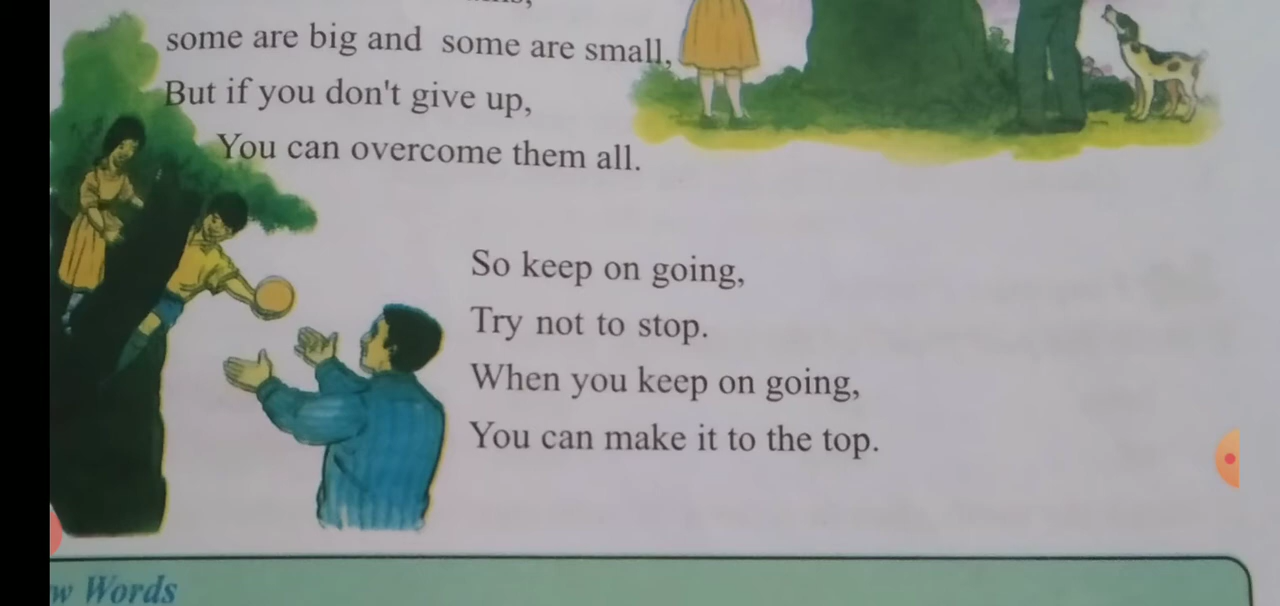 some are big and some are small,
But if you don't give up,
You can overcome them all.
So keep on going,
Try not to stop.
When you keep on going,
You can make it to the top.
Words